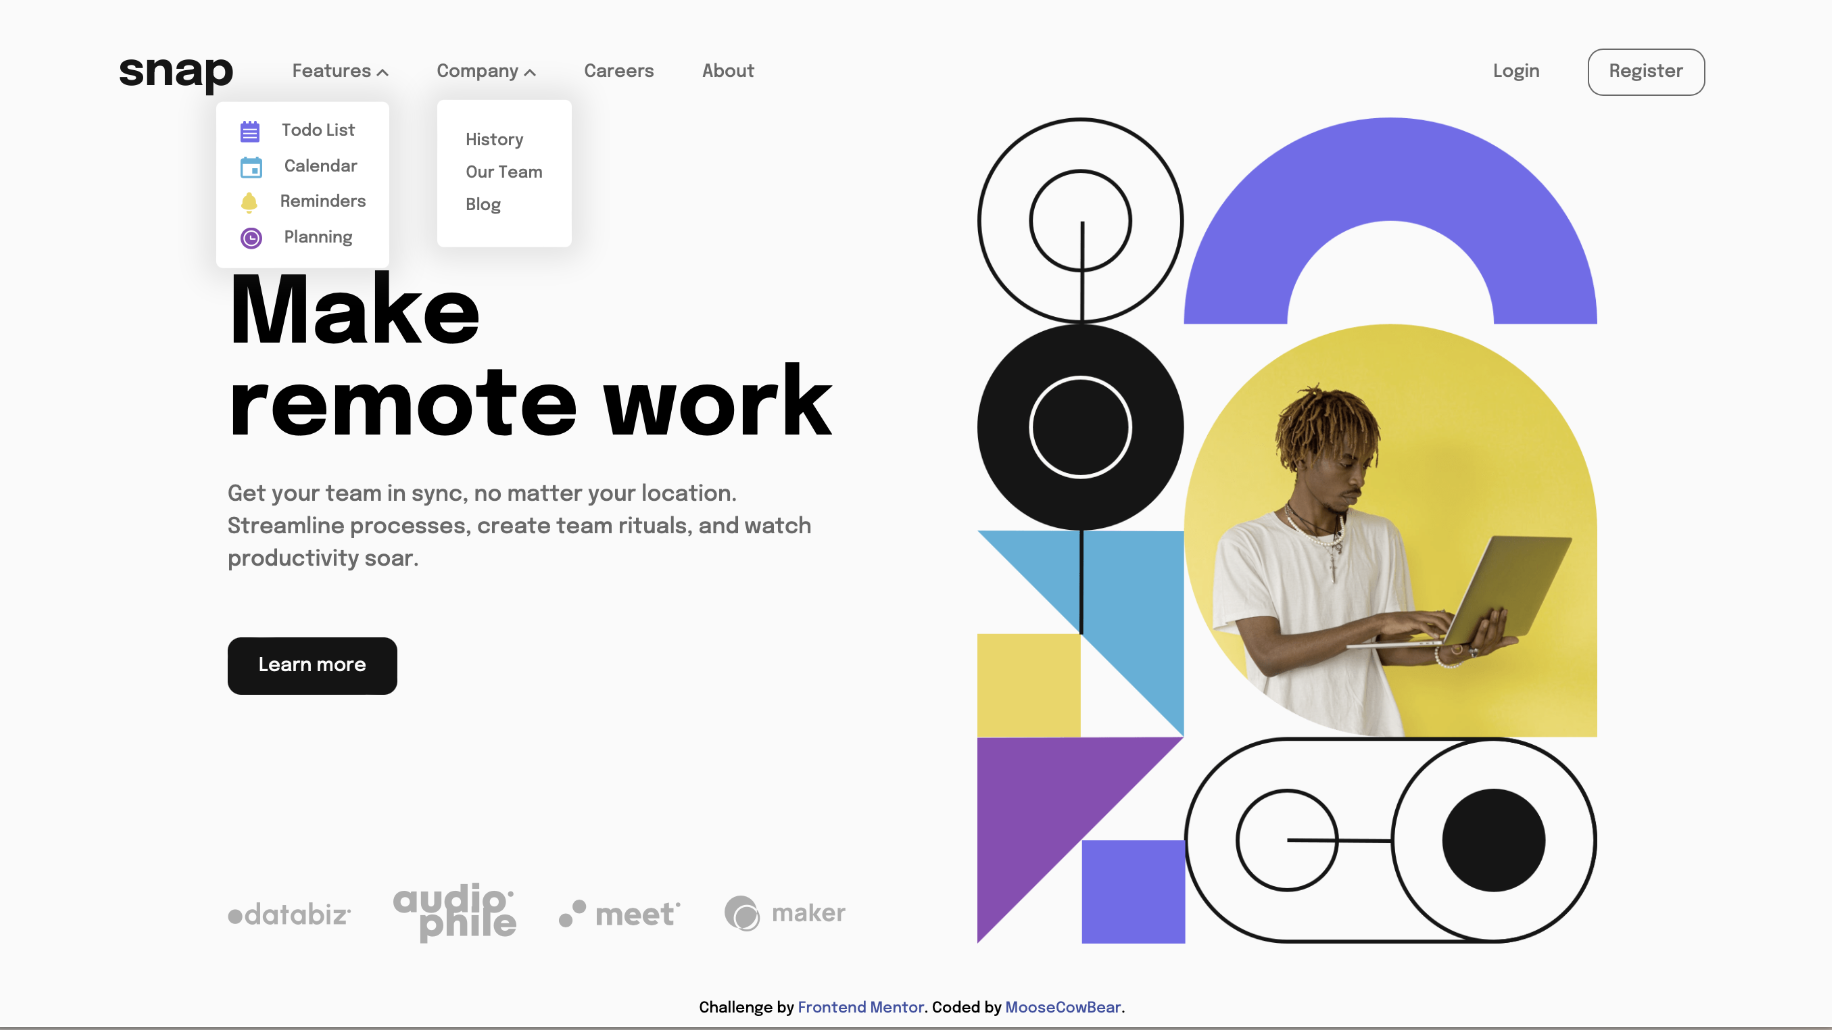 snap
Features
Company
Careers
About
Login
Register
Todo List
Calendar
Reminders
Planning
History
Our Team
Blog
Make
remote work
Get your team in sync, no matter your location.
Streamline processes, create team rituals, and watch
productivity soar.
Learn more
databiz
audio
phile
meet
maker
Challenge by Frontend Mentor. Coded by MooseCowBear.